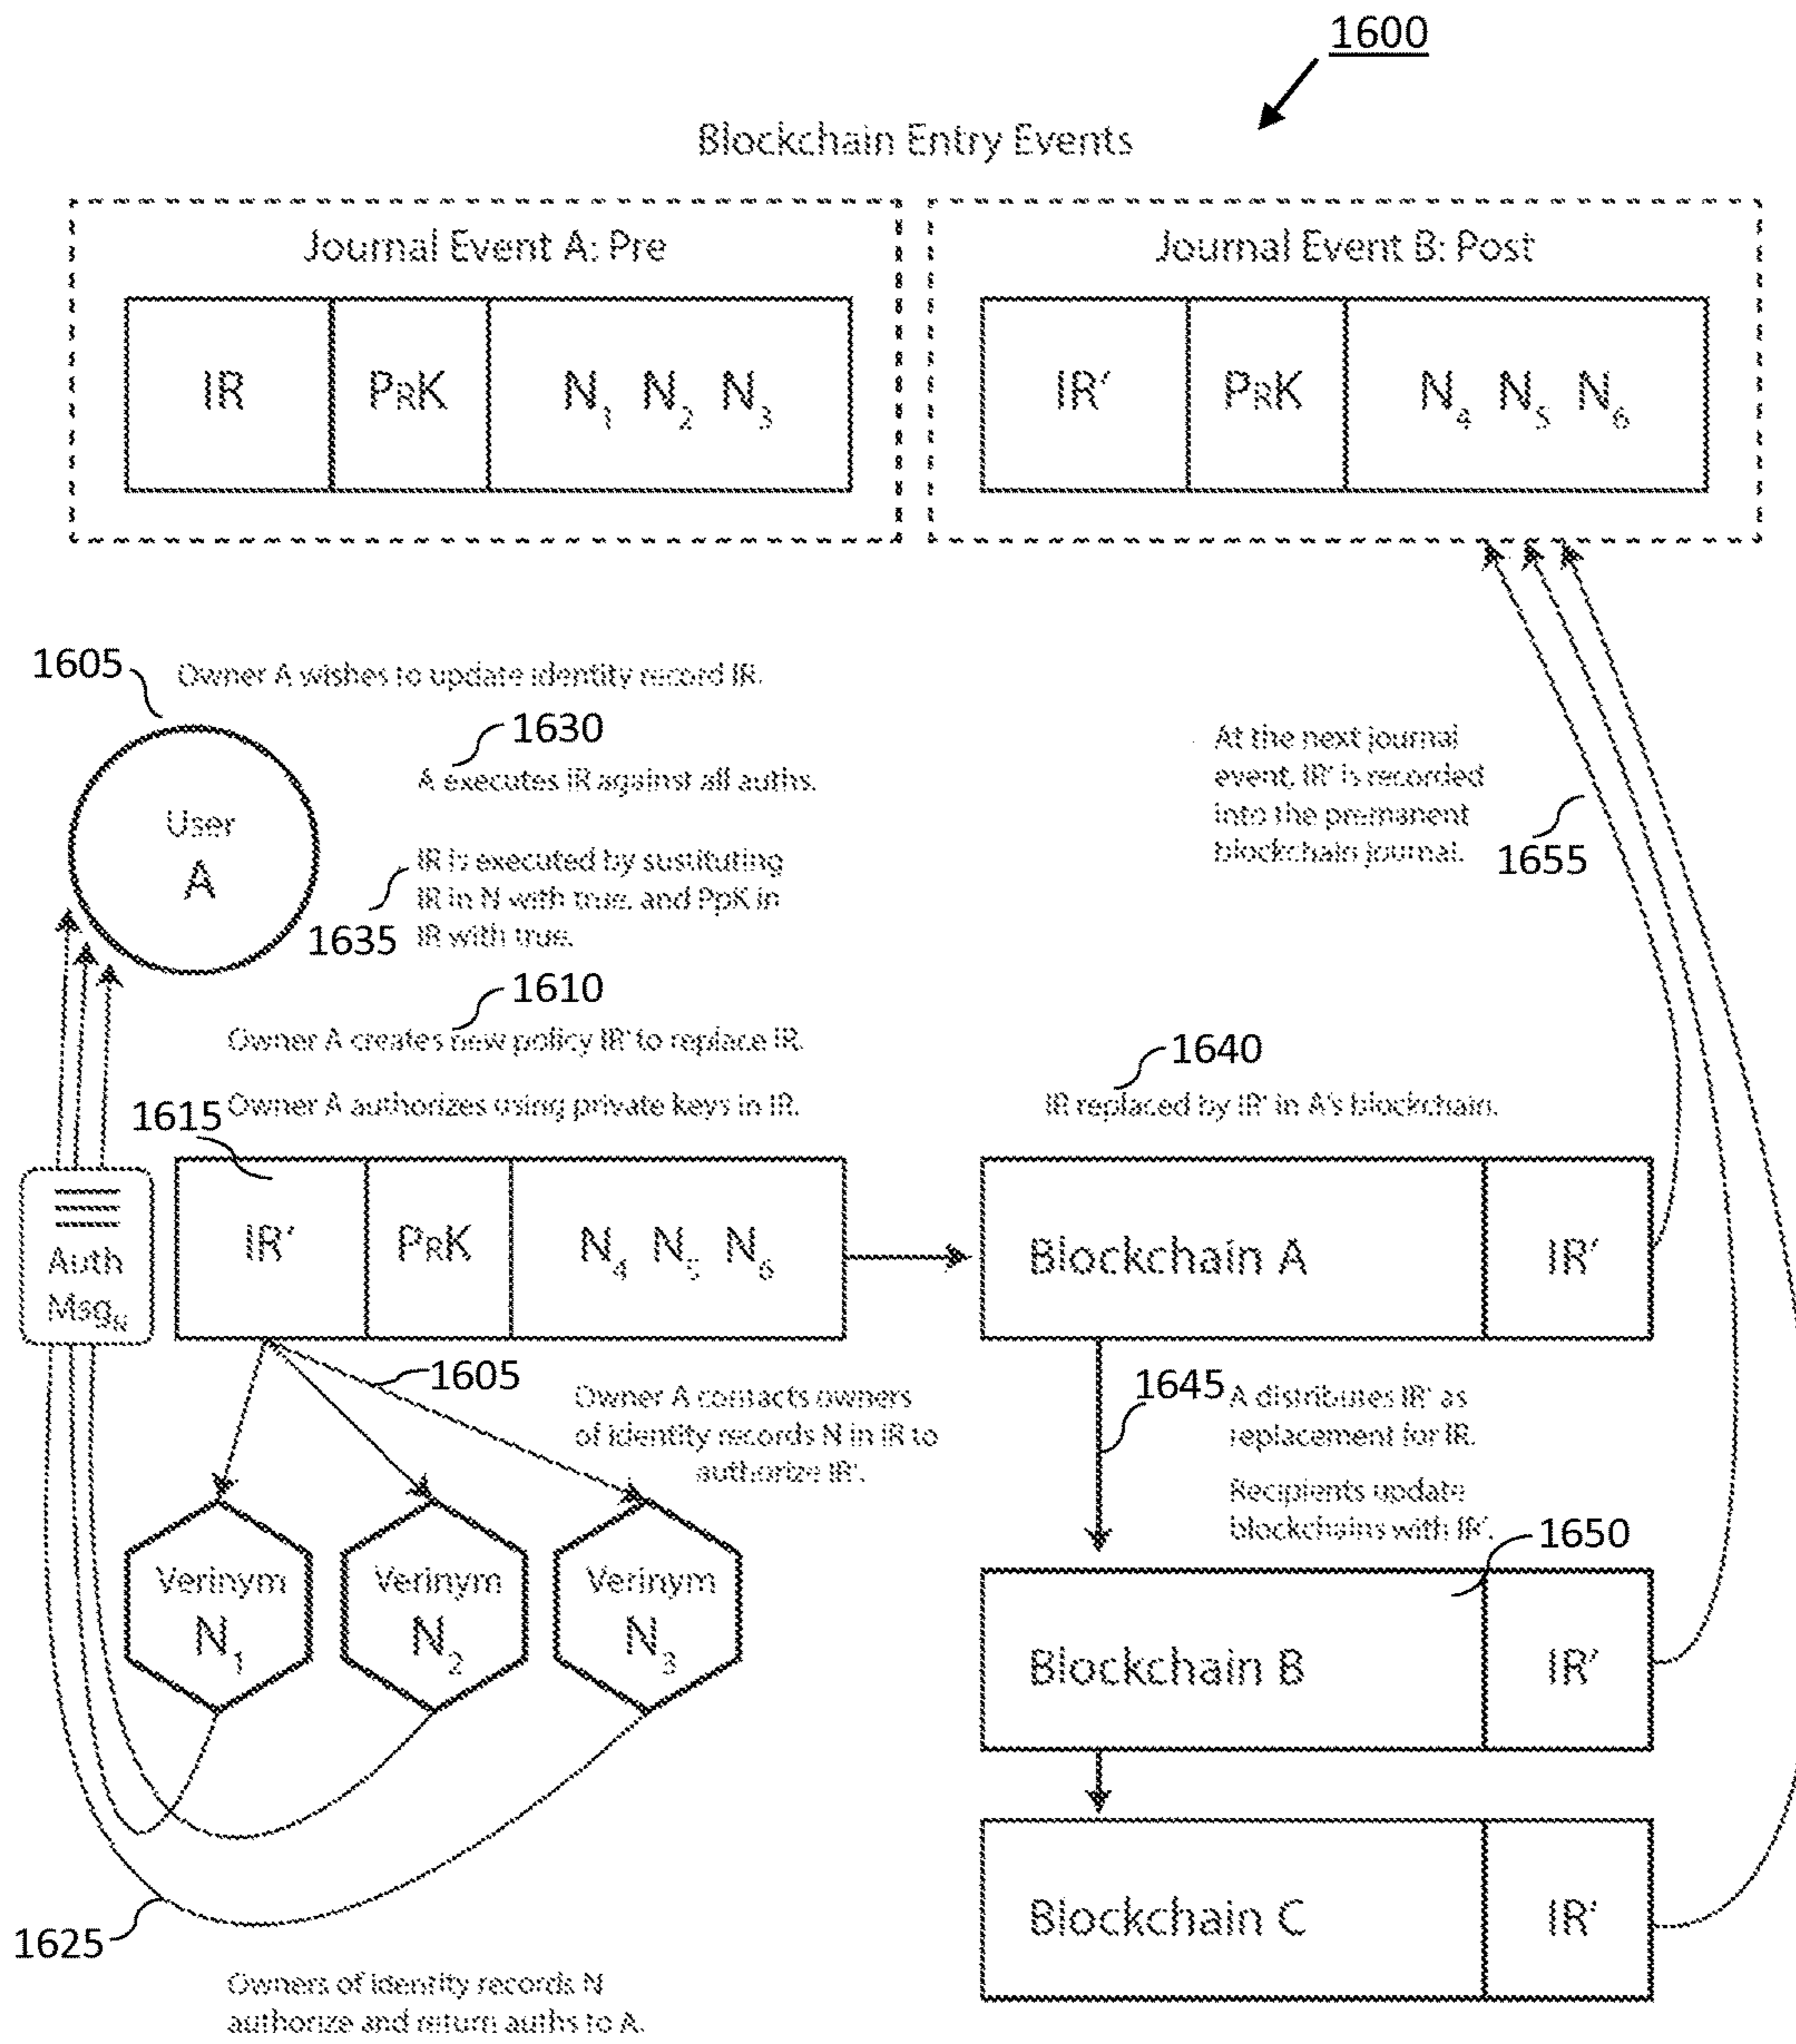 1600
Blockchain Entry Events
Journal Event A: Pre
Journal Event B: Post
IR PRK N1 N2 N3
IR' PRK N4 N5 N6
1605
Owner A wishes to update identity record IR.
1630
A executes IR against all auths.
User
A
IR is executed by sustituting
IR in N with true, and PpK in
IR with true.
1635
At the next journal
event, IR' is recorded
into the premanent
blockchain journal.
1655
1610
Owner A creates new policy IR' to replace IR.
Owner A authorizes using private keys in IR.
1615
1640
IR replaced by IR' in A's blockchain.
Auth
MsgN
IR' PRK N4 N5 N6
Blockchain A IR'
1605
Owner A contacts owners
of identity records N in IR to
authorize IR'.
1645
A distributes IR' as
replacement for IR.
Recipients update
blockchains with IR'.
1650
Verinym
N1
Verinym
N2
Verinym
N3
Blockchain B IR'
Blockchain C IR'
1625
Owners of identity records N
authorize and return auths to A.